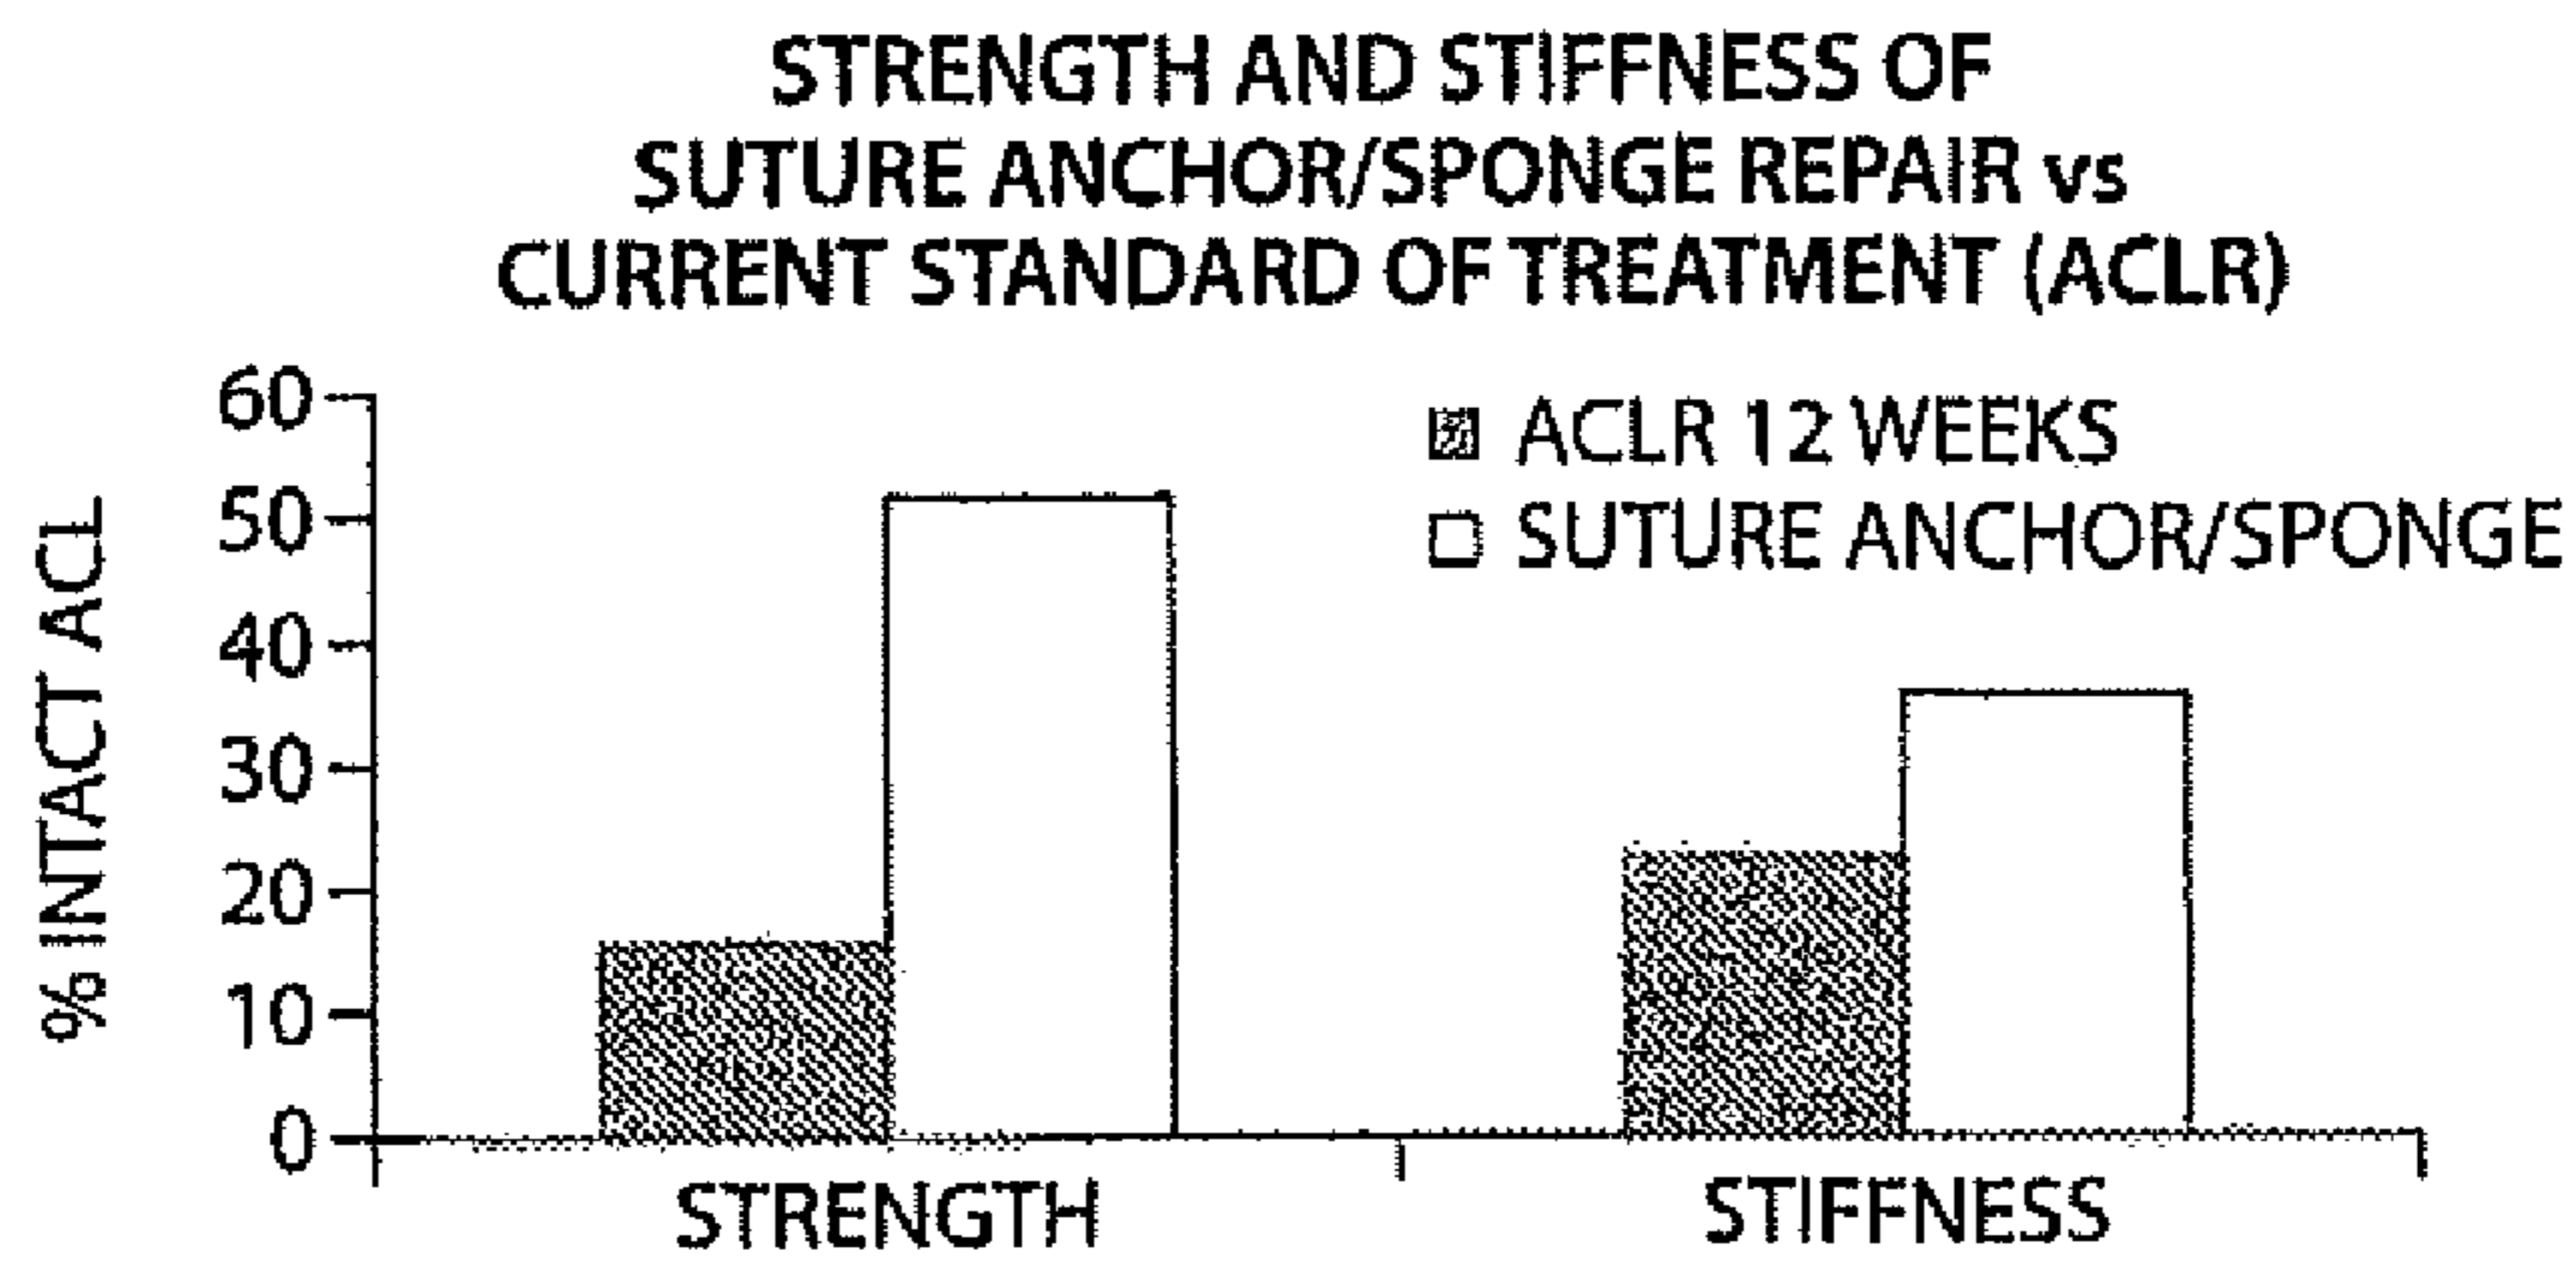 STRENGTH AND STIFFNESS OF
SUTURE ANCHOR/SPONGE REPAIR vs
CURRENT STANDARD OF TREATMENT (ACLR)
ACLR 12 WEEKS
SUTURE ANCHOR/SPONGE
% INTACT ACL
60
50
40
30
20
10
0
STRENGTH
STIFFNESS